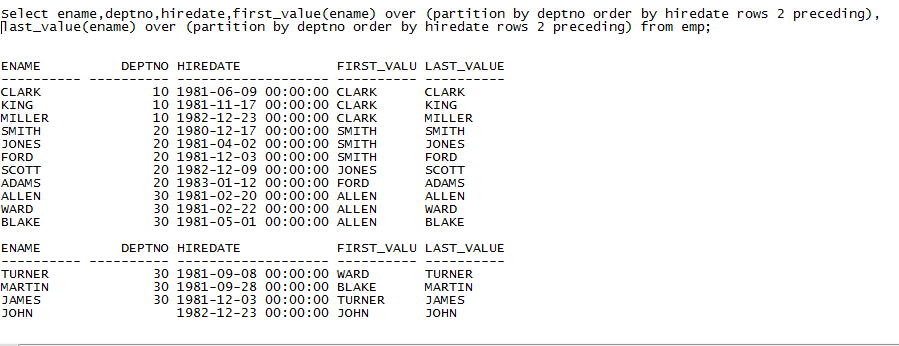 Select ename,deptno,hiredate,first_value(ename) over (partition by deptno order by hiredate rows 2 preceding),
last_value(ename) over (partition by deptno order by hiredate rows 2 preceding) from emp;
ENAME DEPTNO HIREDATE FIRST_VALU LAST_VALUE
---------- ---------- ------------------- ---------- ----------
CLARK 10 1981-06-09 00:00:00 CLARK CLARK
KING 10 1981-11-17 00:00:00 CLARK KING
MILLER 10 1982-12-23 00:00:00 CLARK MILLER
SMITH 20 1980-12-17 00:00:00 SMITH SMITH
JONES 20 1981-04-02 00:00:00 SMITH JONES
FORD 20 1981-12-03 00:00:00 SMITH FORD
SCOTT 20 1982-12-09 00:00:00 JONES SCOTT
ADAMS 20 1983-01-12 00:00:00 FORD ADAMS
ALLEN 30 1981-02-20 00:00:00 ALLEN ALLEN
WARD 30 1981-02-22 00:00:00 ALLEN WARD
BLAKE 30 1981-05-01 00:00:00 ALLEN BLAKE
ENAME DEPTNO HIREDATE FIRST_VALU LAST_VALUE
---------- ---------- ------------------- ---------- ----------
TURNER 30 1981-09-08 00:00:00 WARD TURNER
MARTIN 30 1981-09-28 00:00:00 BLAKE MARTIN
JAMES 30 1981-12-03 00:00:00 TURNER JAMES
JOHN 1982-12-23 00:00:00 JOHN JOHN